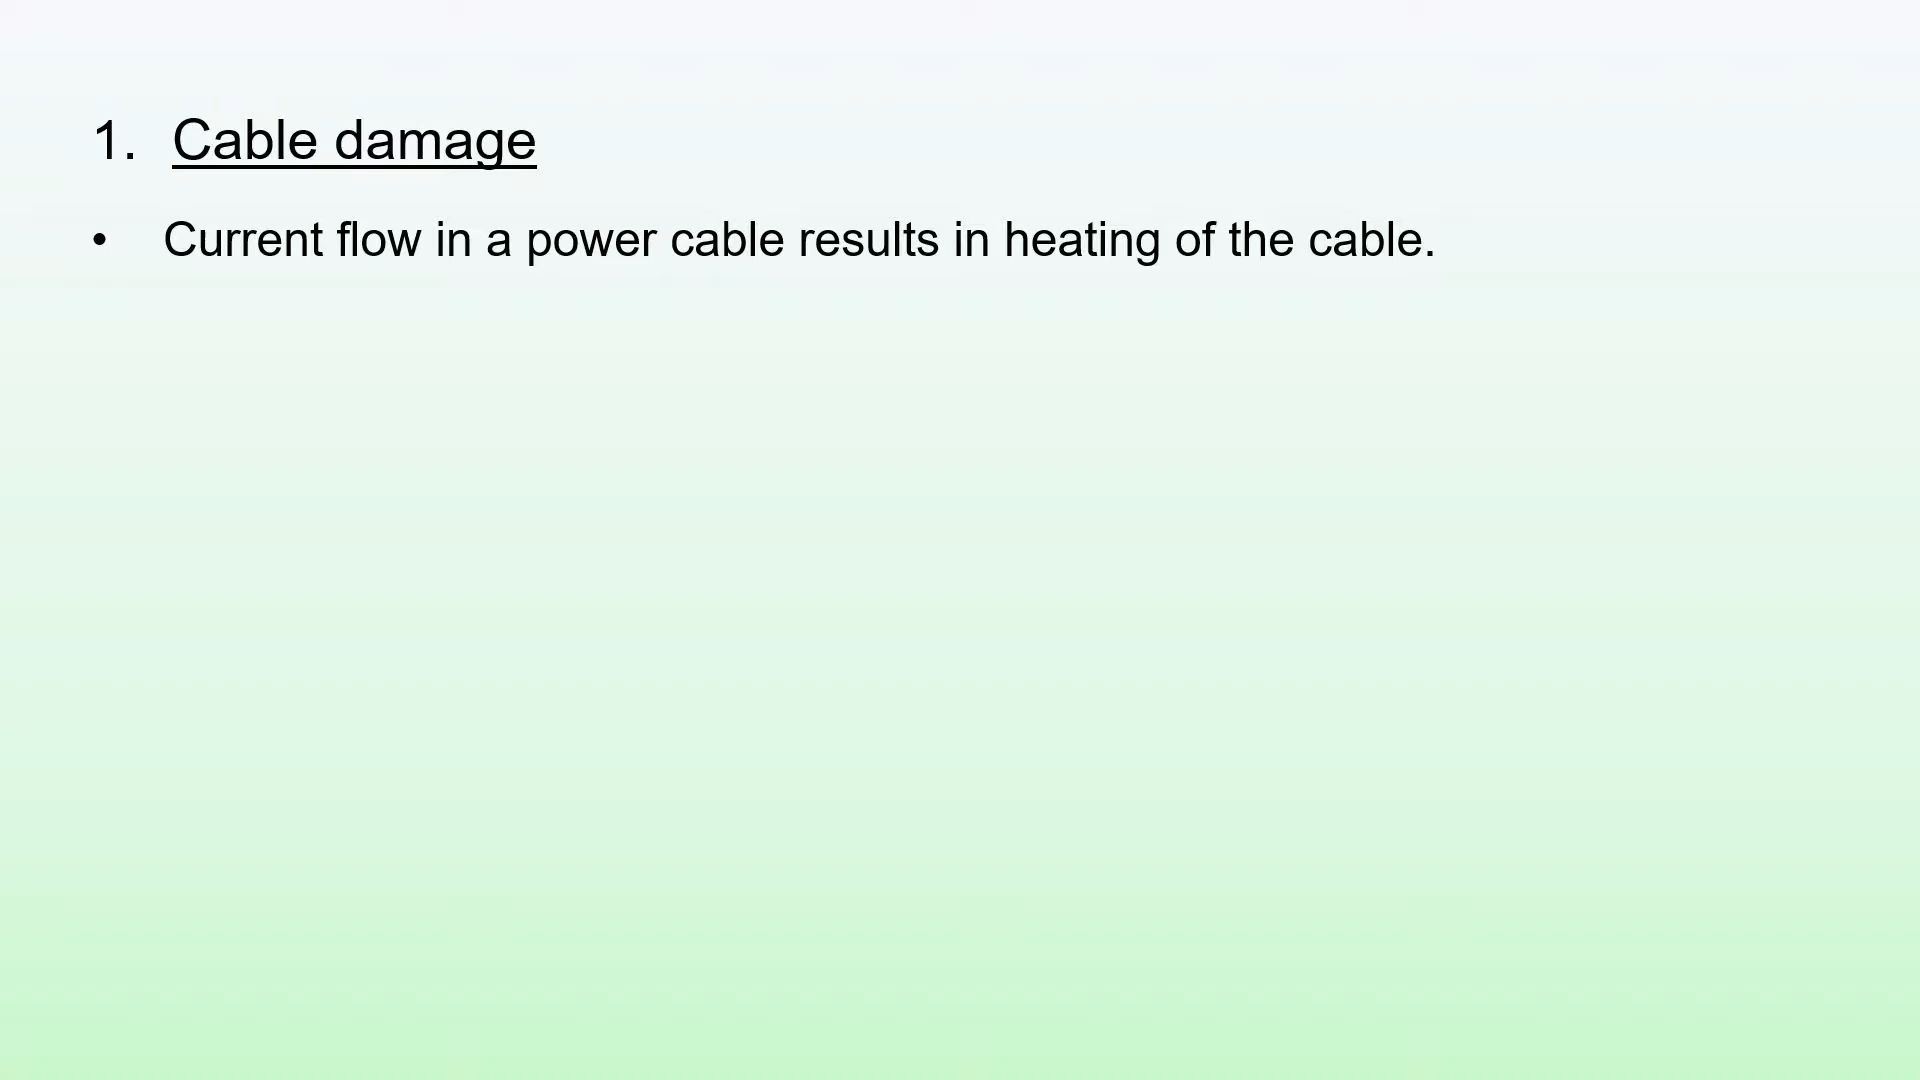 1. Cable damage
• Current flow in a power cable results in heating of the cable.